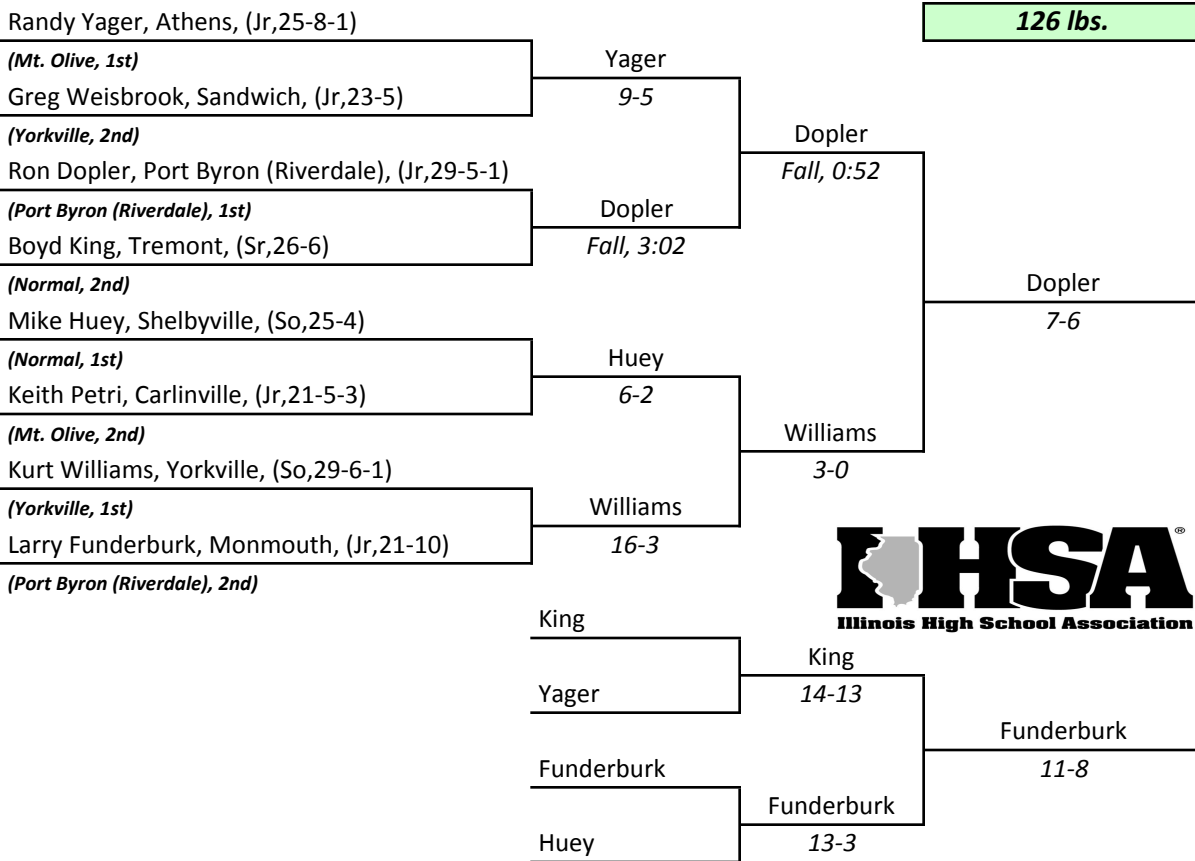 Randy Yager, Athens, (Jr,25-8-1)
126 lbs.
(Mt. Olive, 1st)
Yager
Greg Weisbrook, Sandwich, (Jr,23-5)
9-5
(Yorkville, 2nd)
Dopler
Ron Dopler, Port Byron (Riverdale), (Jr,29-5-1)
Fall, 0:52
(Port Byron (Riverdale), 1st)
Dopler
Boyd King, Tremont, (Sr,26-6)
Fall, 3:02
(Normal, 2nd)
Dopler
Mike Huey, Shelbyville, (So,25-4)
7-6
(Normal, 1st)
Huey
Keith Petri, Carlinville, (Jr,21-5-3)
6-2
(Mt. Olive, 2nd)
Williams
Kurt Williams, Yorkville, (So,29-6-1)
3-0
(Yorkville, 1st)
Williams
Larry Funderburk, Monmouth, (Jr,21-10)
16-3
(Port Byron (Riverdale), 2nd)
IHSA®
Illinois High School Association
King
King
Yager
14-13
Funderburk
Funderburk
11-8
Funderburk
Huey
13-3